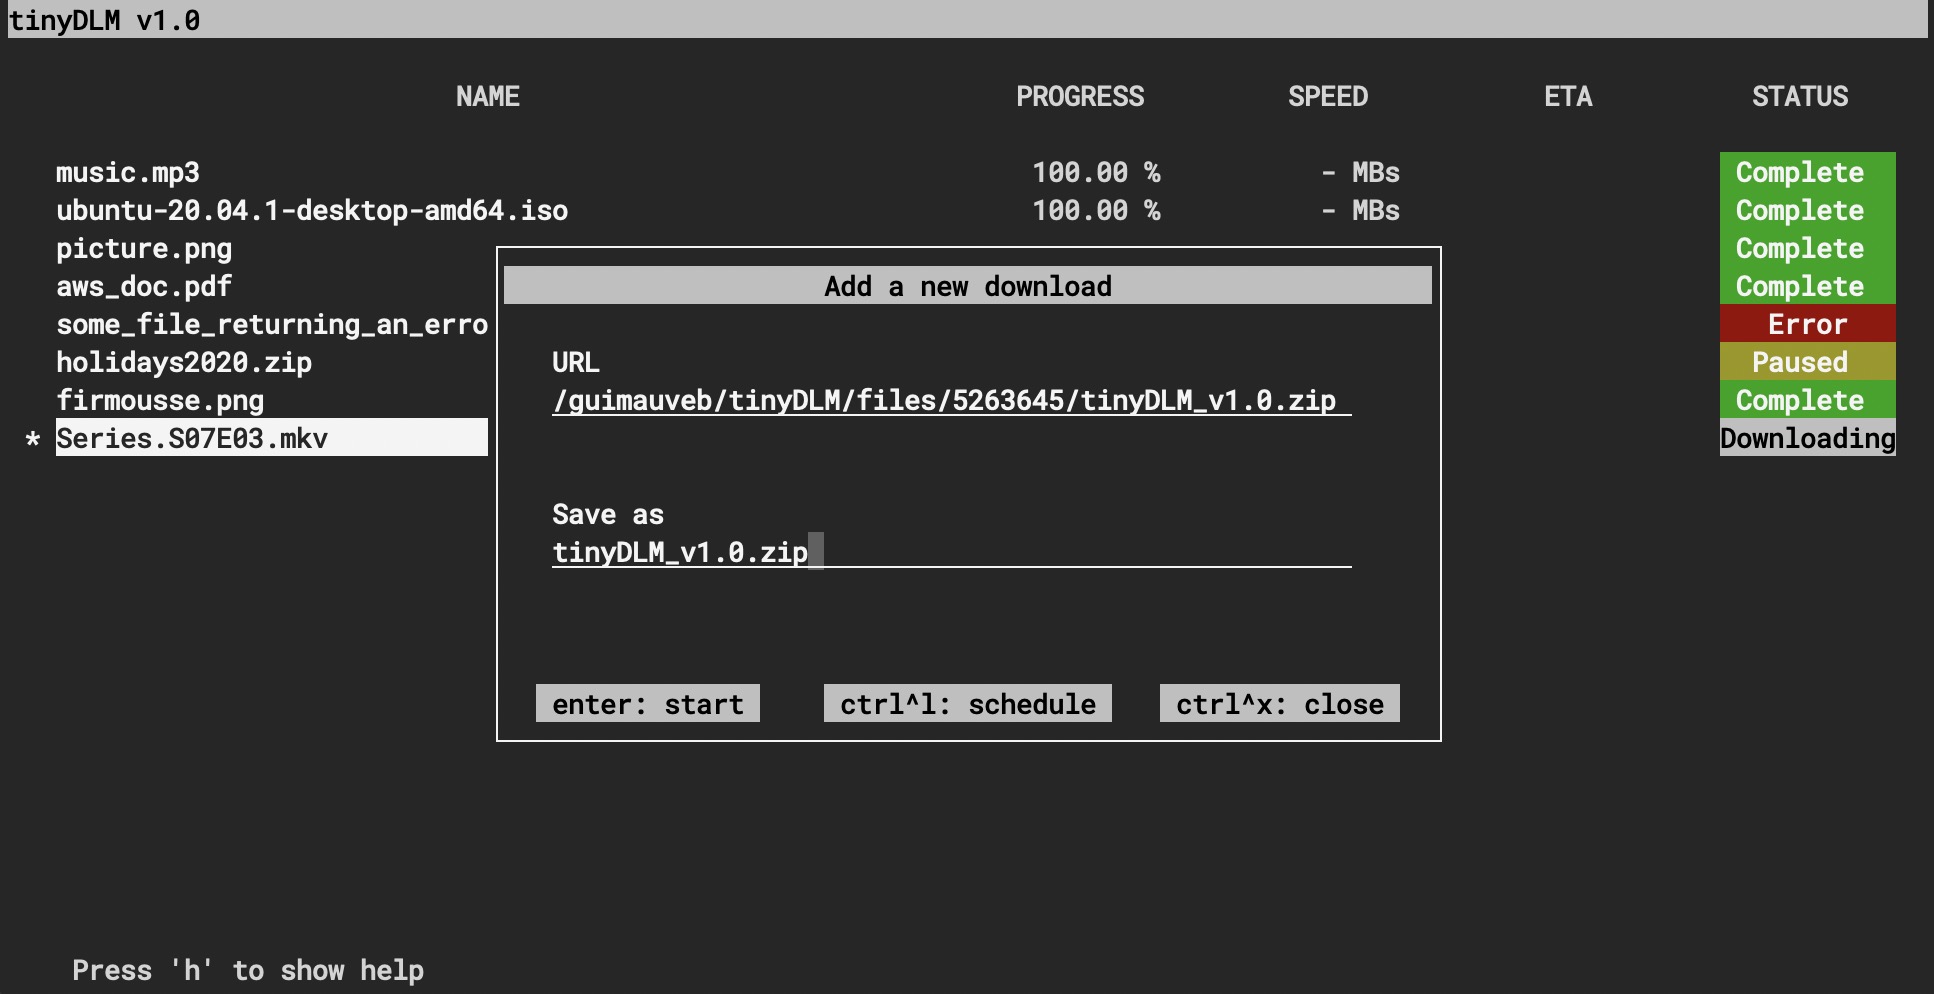 tinyDLM v1.0
NAME PROGRESS SPEED ETA STATUS
music.mp3 100.00 % - MBs Complete
ubuntu-20.04.1-desktop-amd64.iso 100.00 % - MBs Complete
picture.png Complete
aws_doc.pdf Complete
some_file_returning_an_erro Error
holidays2020.zip Paused
firmousse.png Complete
* Series.S07E03.mkv Downloading
Add a new download
URL
/guimauveb/tinyDLM/files/5263645/tinyDLM_v1.0.zip
Save as
tinyDLM_v1.0.zip
enter: start ctrl^l: schedule ctrl^x: close
Press 'h' to show help